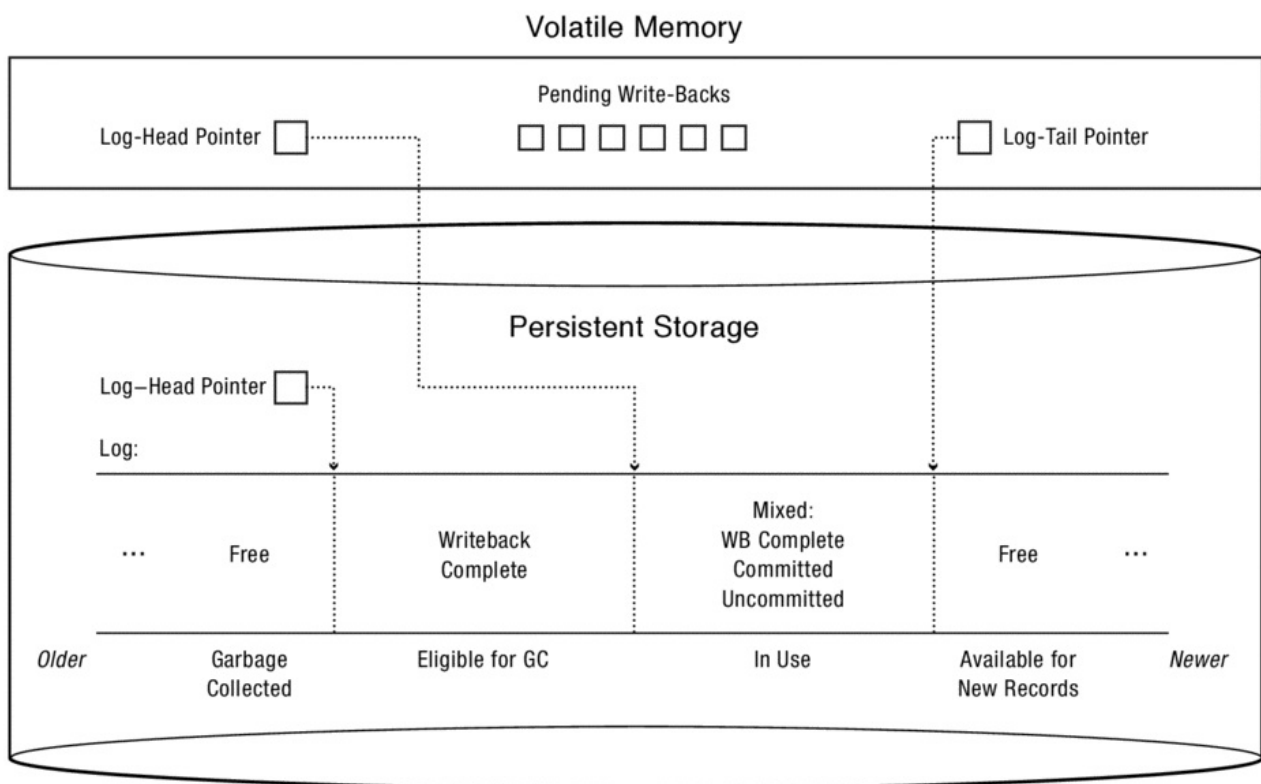 Volatile Memory
Pending Write-Backs
Log-Head Pointer
Log-Tail Pointer
Persistent Storage
Log–Head Pointer
Log:
...
Free
Writeback
Complete
Mixed:
WB Complete
Committed
Uncommitted
Free
...
Older
Garbage
Collected
Eligible for GC
In Use
Available for
New Records
Newer